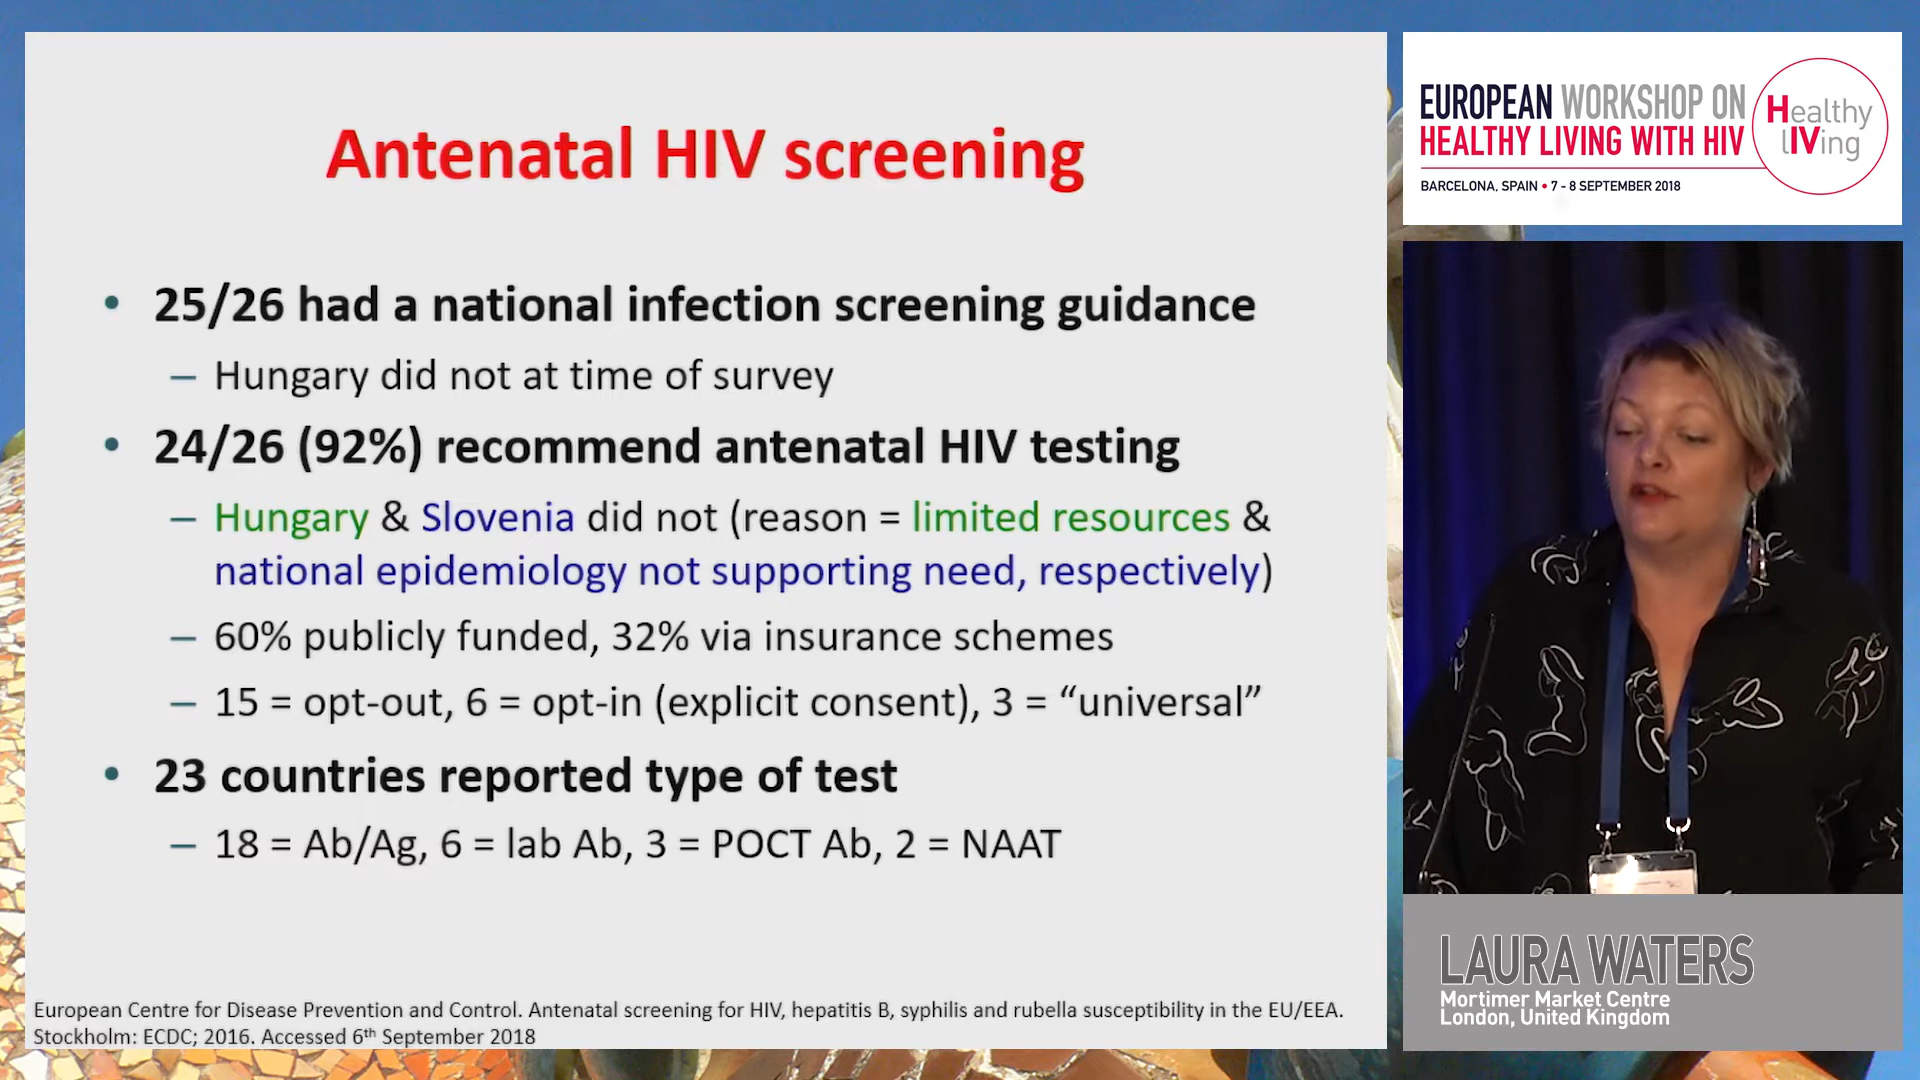 Antenatal HIV screening
• 25/26 had a national infection screening guidance
– Hungary did not at time of survey
• 24/26 (92%) recommend antenatal HIV testing
– Hungary & Slovenia did not (reason = limited resources &
national epidemiology not supporting need, respectively)
– 60% publicly funded, 32% via insurance schemes
– 15 = opt-out, 6 = opt-in (explicit consent), 3 = “universal”
• 23 countries reported type of test
– 18 = Ab/Ag, 6 = lab Ab, 3 = POCT Ab, 2 = NAAT
European Centre for Disease Prevention and Control. Antenatal screening for HIV, hepatitis B, syphilis and rubella susceptibility in the EU/EEA.
Stockholm: ECDC; 2016. Accessed 6th September 2018
EUROPEAN WORKSHOP ON
HEALTHY LIVING WITH HIV
BARCELONA, SPAIN • 7 - 8 SEPTEMBER 2018
Healthy
lIVing
LAURA WATERS
Mortimer Market Centre
London, United Kingdom